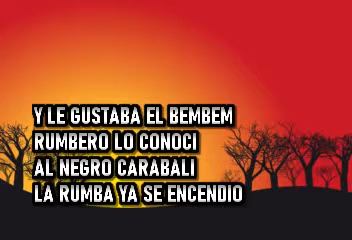 Y LE GUSTABA EL BEMBEM
RUMBERO LO CONOCI
AL NEGRO CARABALI
LA RUMBA YA SE ENCENDIO